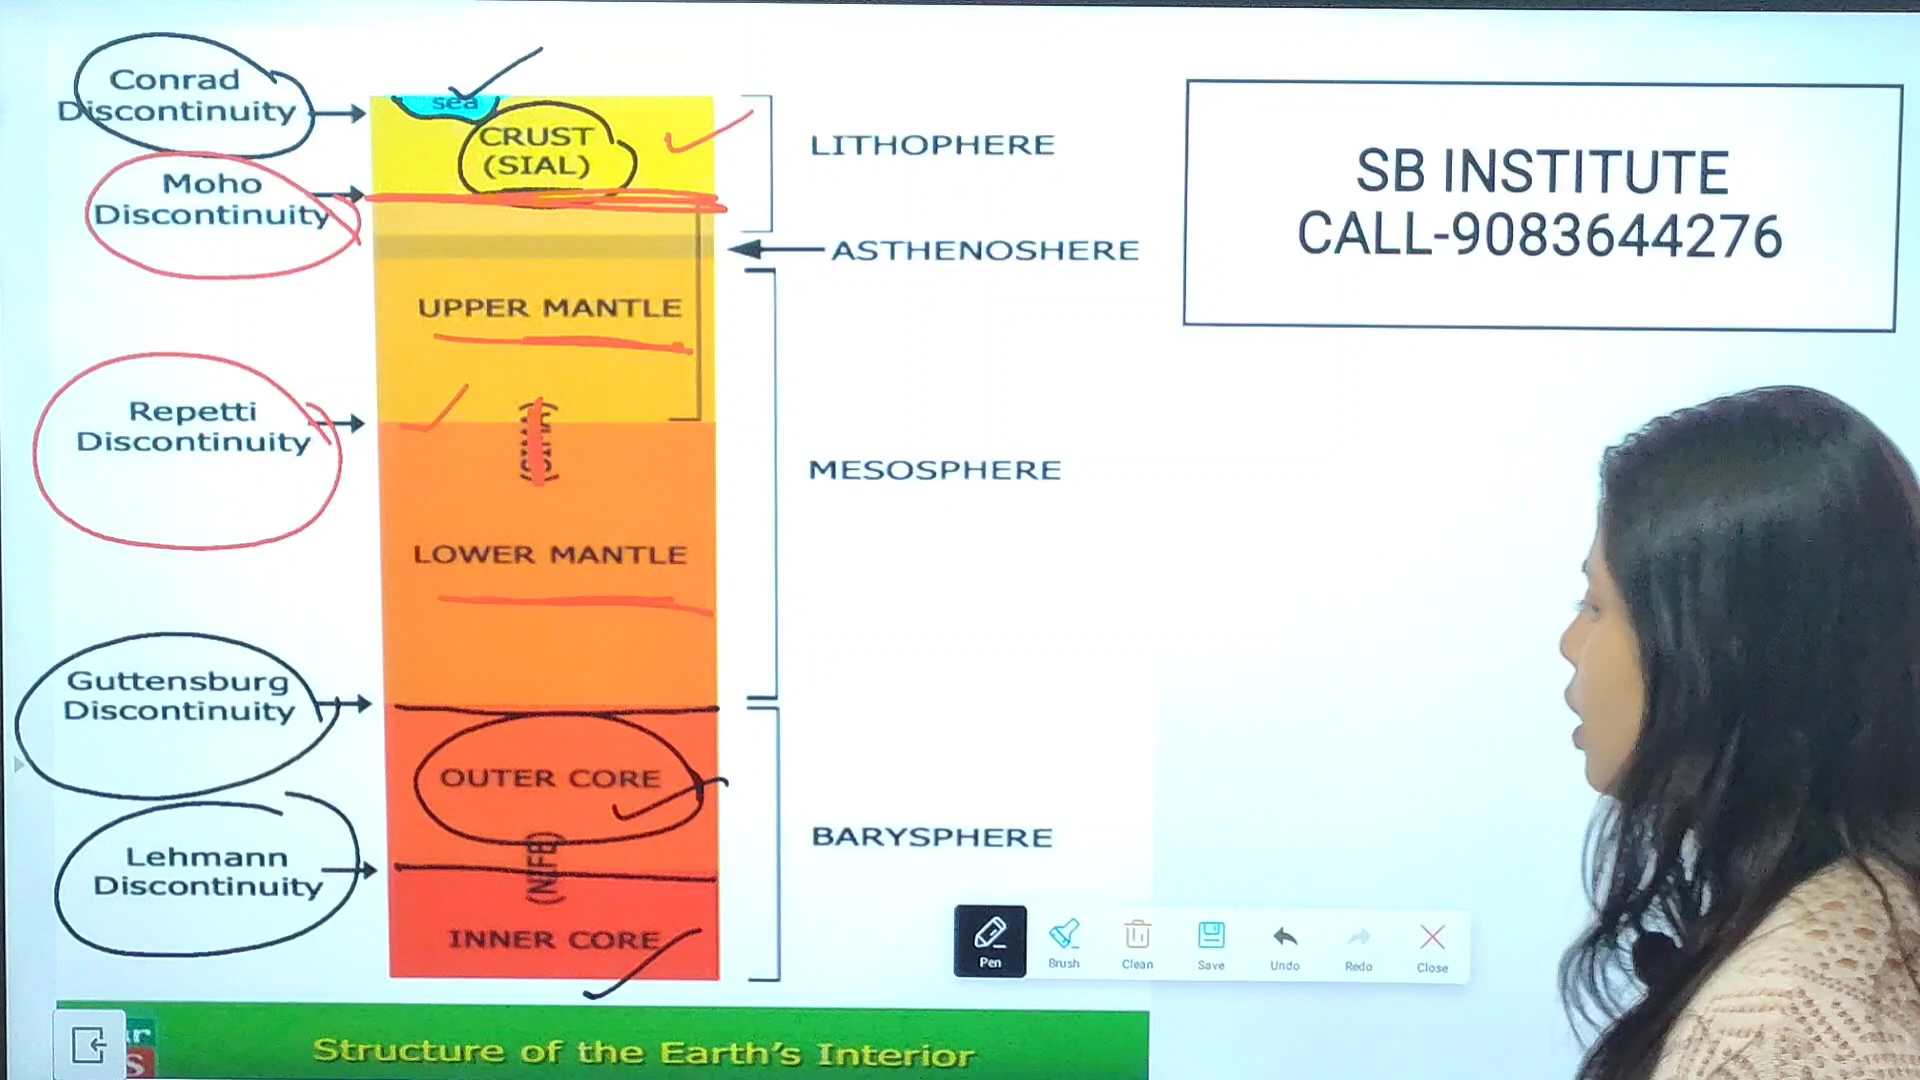 Conrad
Discontinuity
Moho
Discontinuity
Repetti
Discontinuity
Guttensburg
Discontinuity
Lehmann
Discontinuity
sea
CRUST
(SIAL)
UPPER MANTLE
(SIMA)
LOWER MANTLE
OUTER CORE
(NIFE)
INNER CORE
LITHOPHERE
ASTHENOSHERE
MESOSPHERE
BARYSPHERE
SB INSTITUTE
CALL-9083644276
Pen
Brush
Clean
Save
Undo
Redo
Close
Structure of the Earth's Interior